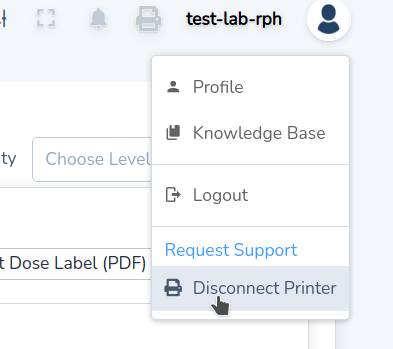 test-lab-rph
Profile
ty
Choose Level
Knowledge Base
Logout
Request Support
t Dose Label (PDF)
Disconnect Printer